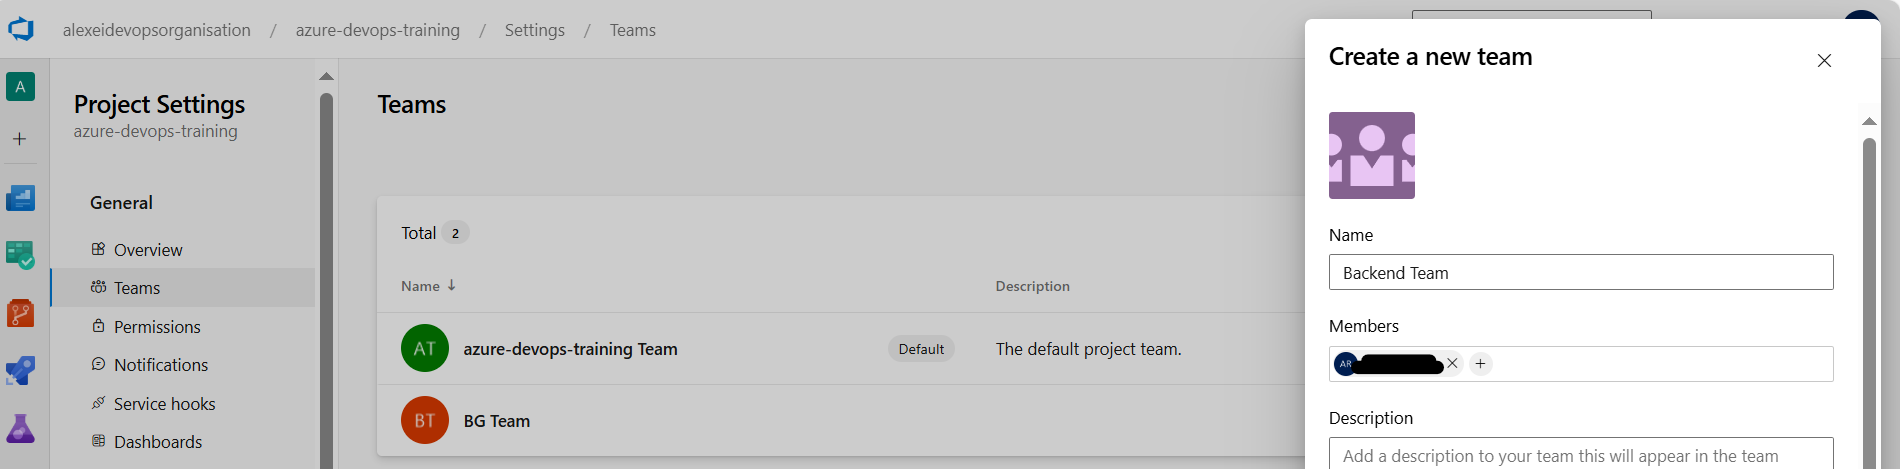 alexeidevopsorganisation / azure-devops-training / Settings / Teams
A
Project Settings
azure-devops-training
General
Overview
Teams
Permissions
Notifications
Service hooks
Dashboards
Teams
Total 2
Name ↓ Description
AT azure-devops-training Team Default The default project team.
BT BG Team
Create a new team
Name
Backend Team
Members
AR
Description
Add a description to your team this will appear in the team